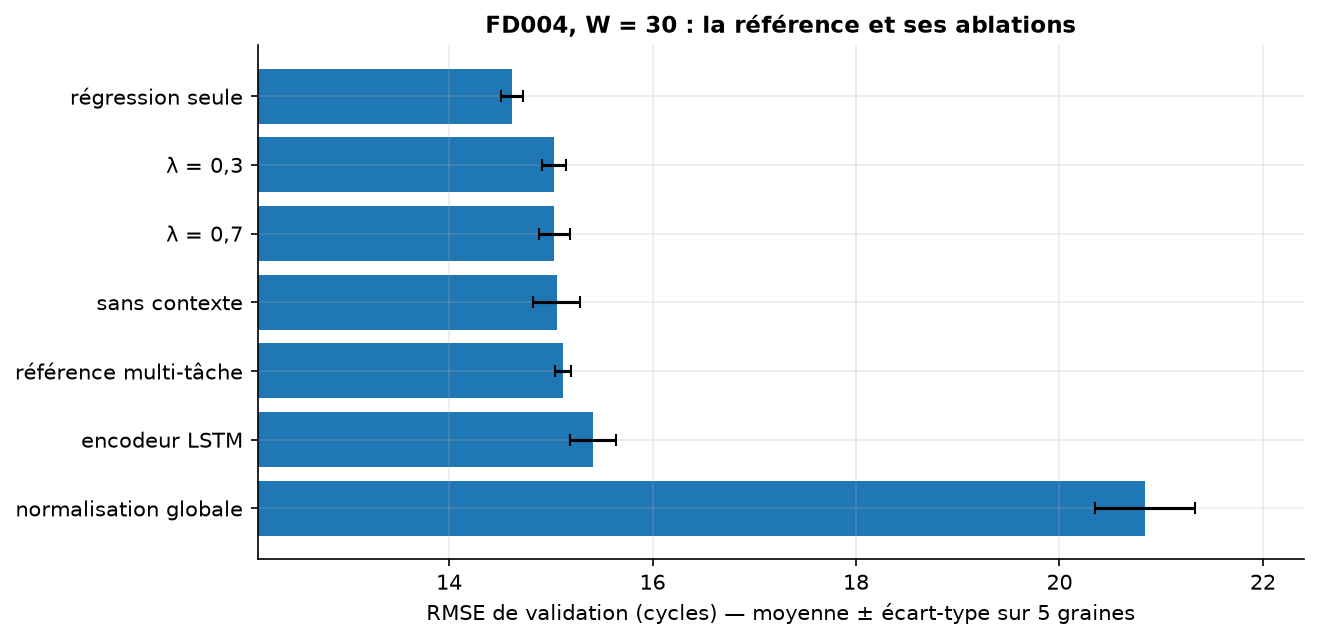 FD004, W = 30 : la référence et ses ablations
régression seule
λ = 0,3
λ = 0,7
sans contexte
référence multi-tâche
encodeur LSTM
normalisation globale
14 16 18 20 22
RMSE de validation (cycles) — moyenne ± écart-type sur 5 graines